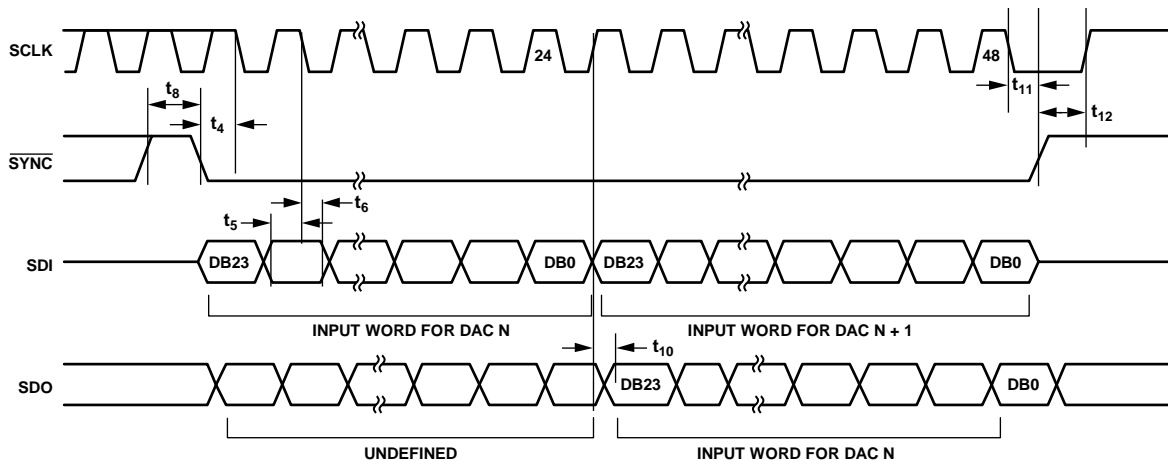 SCLK
24
48
t8
t4
t11
t12
SYNC
t5
t6
SDI
DB23
DB0
DB23
DB0
INPUT WORD FOR DAC N
INPUT WORD FOR DAC N + 1
t10
SDO
DB23
DB0
UNDEFINED
INPUT WORD FOR DAC N